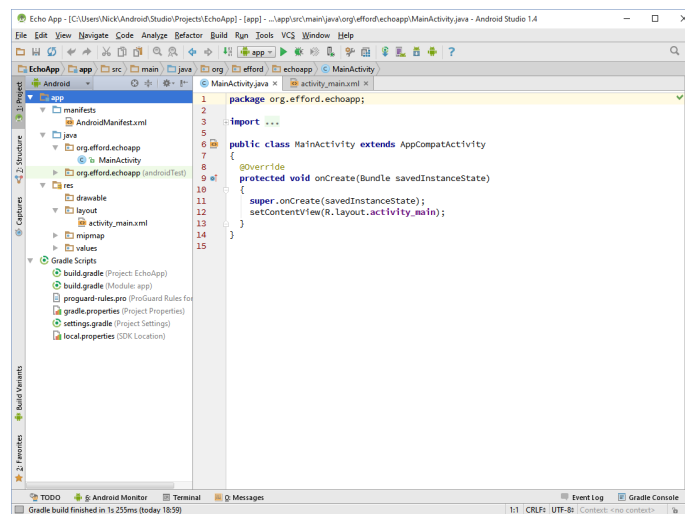 Echo App - [C:\Users\Nick\Android\Studio\Projects\EchoApp] - [app] - ...\app\src\main\java\org\efford\echoapp\MainActivity.java - Android Studio 1.4
File Edit View Navigate Code Analyze Refactor Build Run Tools VCS Window Help
app
EchoApp app src main java org efford echoapp MainActivity
Android
MainActivity.java × activity_main.xml ×
1: Project
2: Structure
Captures
Build Variants
2: Favorites
app
manifests
AndroidManifest.xml
java
org.efford.echoapp
MainActivity
org.efford.echoapp (androidTest)
res
drawable
layout
activity_main.xml
mipmap
values
Gradle Scripts
build.gradle (Project: EchoApp)
build.gradle (Module: app)
proguard-rules.pro (ProGuard Rules for
gradle.properties (Project Properties)
settings.gradle (Project Settings)
local.properties (SDK Location)
1 package org.efford.echoapp;
2
3 import ...
5
6 public class MainActivity extends AppCompatActivity
7 {
8 @Override
9 protected void onCreate(Bundle savedInstanceState)
10 {
11 super.onCreate(savedInstanceState);
12 setContentView(R.layout.activity_main);
13 }
14 }
15
TODO 6: Android Monitor Terminal 0: Messages Event Log Gradle Console
Gradle build finished in 1s 255ms (today 18:59) 1:1 CRLF UTF-8 Context: <no context>